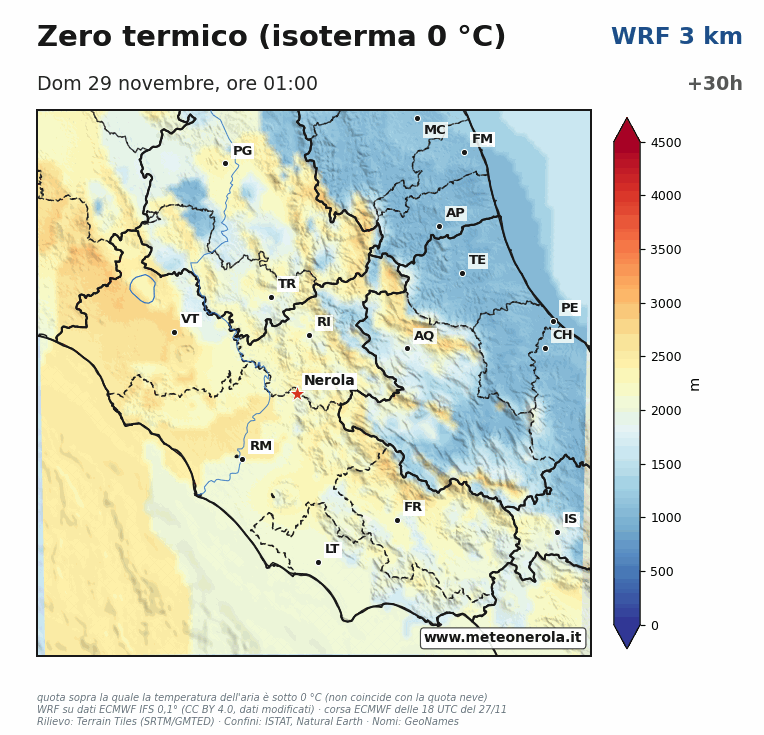 Zero termico (isoterma 0 °C)
WRF 3 km
Dom 29 novembre, ore 01:00
+30h
MC
FM
PG
AP
TE
TR
PE
VT
RI
CH
AQ
Nerola
RM
FR
IS
LT
www.meteonerola.it
4500
4000
3500
3000
2500
2000
1500
1000
500
0
m
quota sopra la quale la temperatura dell'aria è sotto 0 °C (non coincide con la quota neve)
WRF su dati ECMWF IFS 0,1° (CC BY 4.0, dati modificati) · corsa ECMWF delle 18 UTC del 27/11
Rilievo: Terrain Tiles (SRTM/GMTED) · Confini: ISTAT, Natural Earth · Nomi: GeoNames